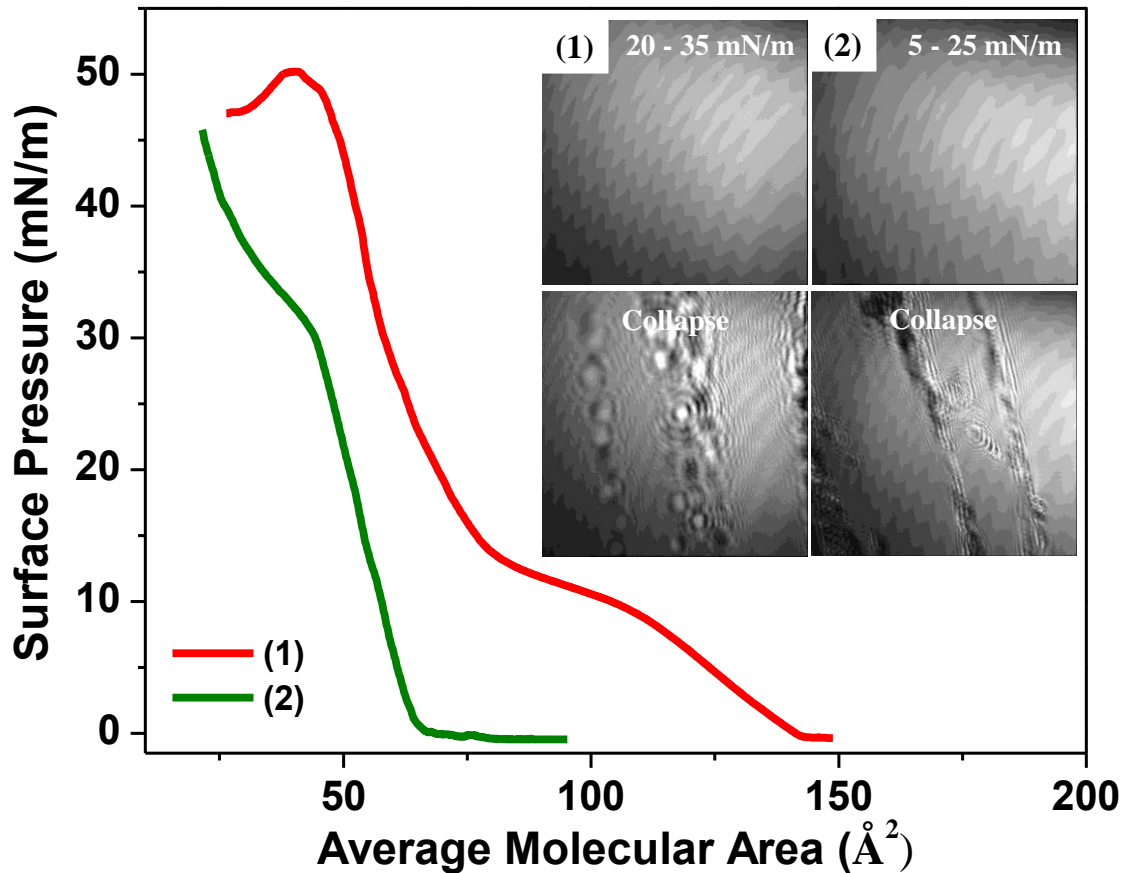 (1) 20 - 35 mN/m
(2) 5 - 25 mN/m
Collapse
Collapse
Surface Pressure (mN/m)
50
40
30
20
10
0
(1)
(2)
50 100 150 200
Average Molecular Area (Å²)